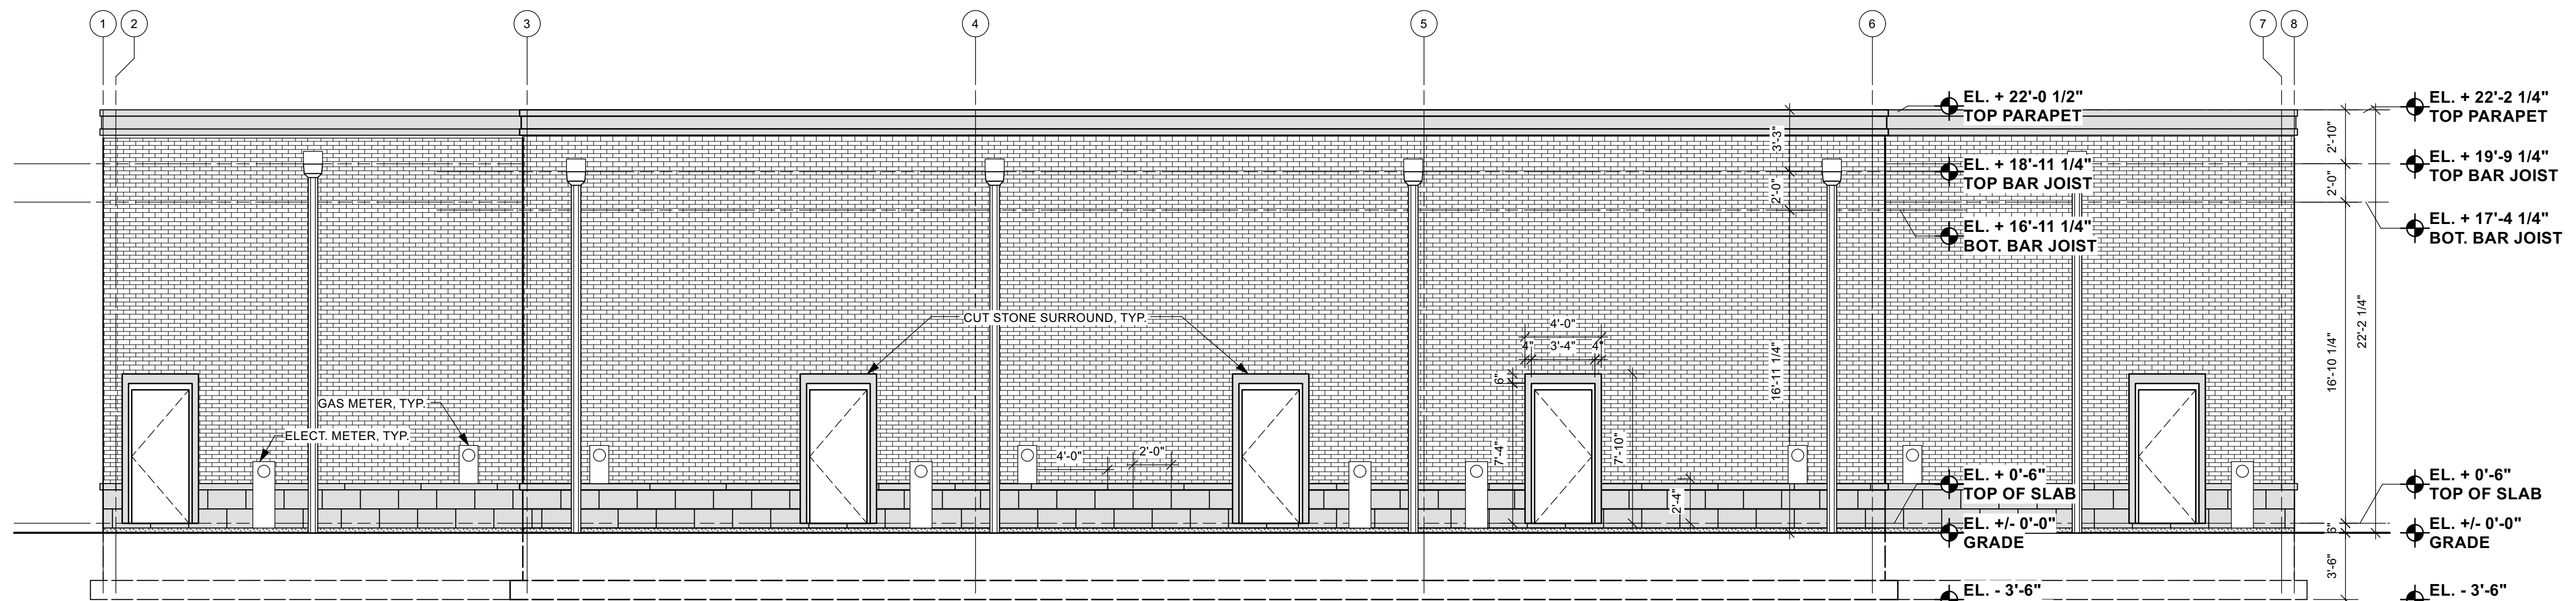 1
2
3
4
5
6
7
8
EL. + 22'-0 1/2"
TOP PARAPET
EL. + 22'-2 1/4"
TOP PARAPET
3'-3"
2'-10"
EL. + 18'-11 1/4"
TOP BAR JOIST
EL. + 19'-9 1/4"
TOP BAR JOIST
2'-0"
2'-0"
EL. + 16'-11 1/4"
BOT. BAR JOIST
EL. + 17'-4 1/4"
BOT. BAR JOIST
CUT STONE SURROUND, TYP.
4'-0"
4"
3'-4"
4"
6"
16'-11 1/4"
16'-10 1/4"
22'-2 1/4"
GAS METER, TYP.
ELECT. METER, TYP.
4'-0"
2'-0"
7'-4"
7'-10"
2'-4"
EL. + 0'-6"
TOP OF SLAB
EL. + 0'-6"
TOP OF SLAB
EL. +/- 0'-0"
GRADE
6"
EL. +/- 0'-0"
GRADE
3'-6"
EL. - 3'-6"
EL. - 3'-6"